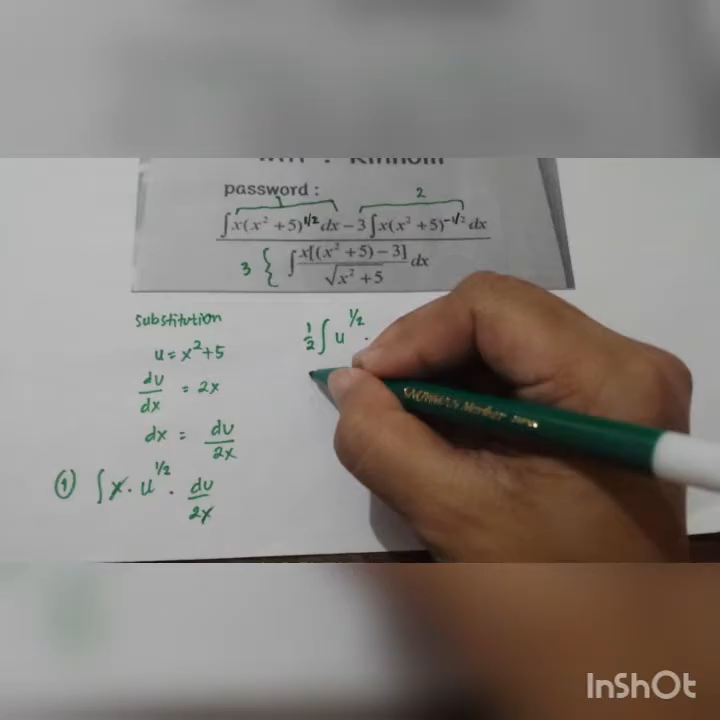 password :
1 2
∫x(x² + 5)^1/2 dx − 3∫x(x² + 5)^−1/2 dx
3 { ∫ x[(x² + 5) − 3] / √x² + 5 dx
substitution
u = x² + 5
du/dx = 2x
dx = du/2x
① ∫x · u^1/2 · du/2x
1/2 ∫ u^1/2 ·
InShOt